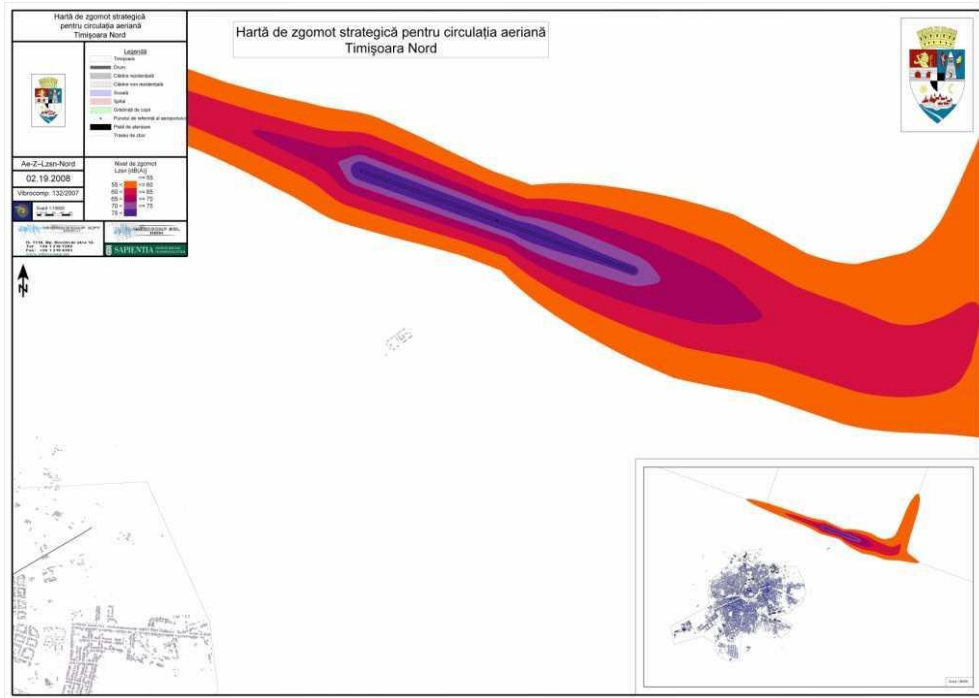 Hartă de zgomot strategică
pentru circulația aeriană
Timișoara Nord
Legendă
Timișoara
Drum
Clădire rezidențială
Clădire non rezidențială
Școală
Spital
Grădiniță de copii
Punctul de referință al aeroportului
Pistă de aterizare
Traseu de zbor
Ae-Z-Lzsn-Nord
02.19.2008
Vibrocomp: 132/2007
Nivel de zgomot
Lzsn [dB(A)]
<= 55
55 < <= 60
60 < <= 65
65 < <= 70
70 < <= 75
75 <
SAPIENTIA
Hartă de zgomot strategică pentru circulația aeriană
Timișoara Nord
N